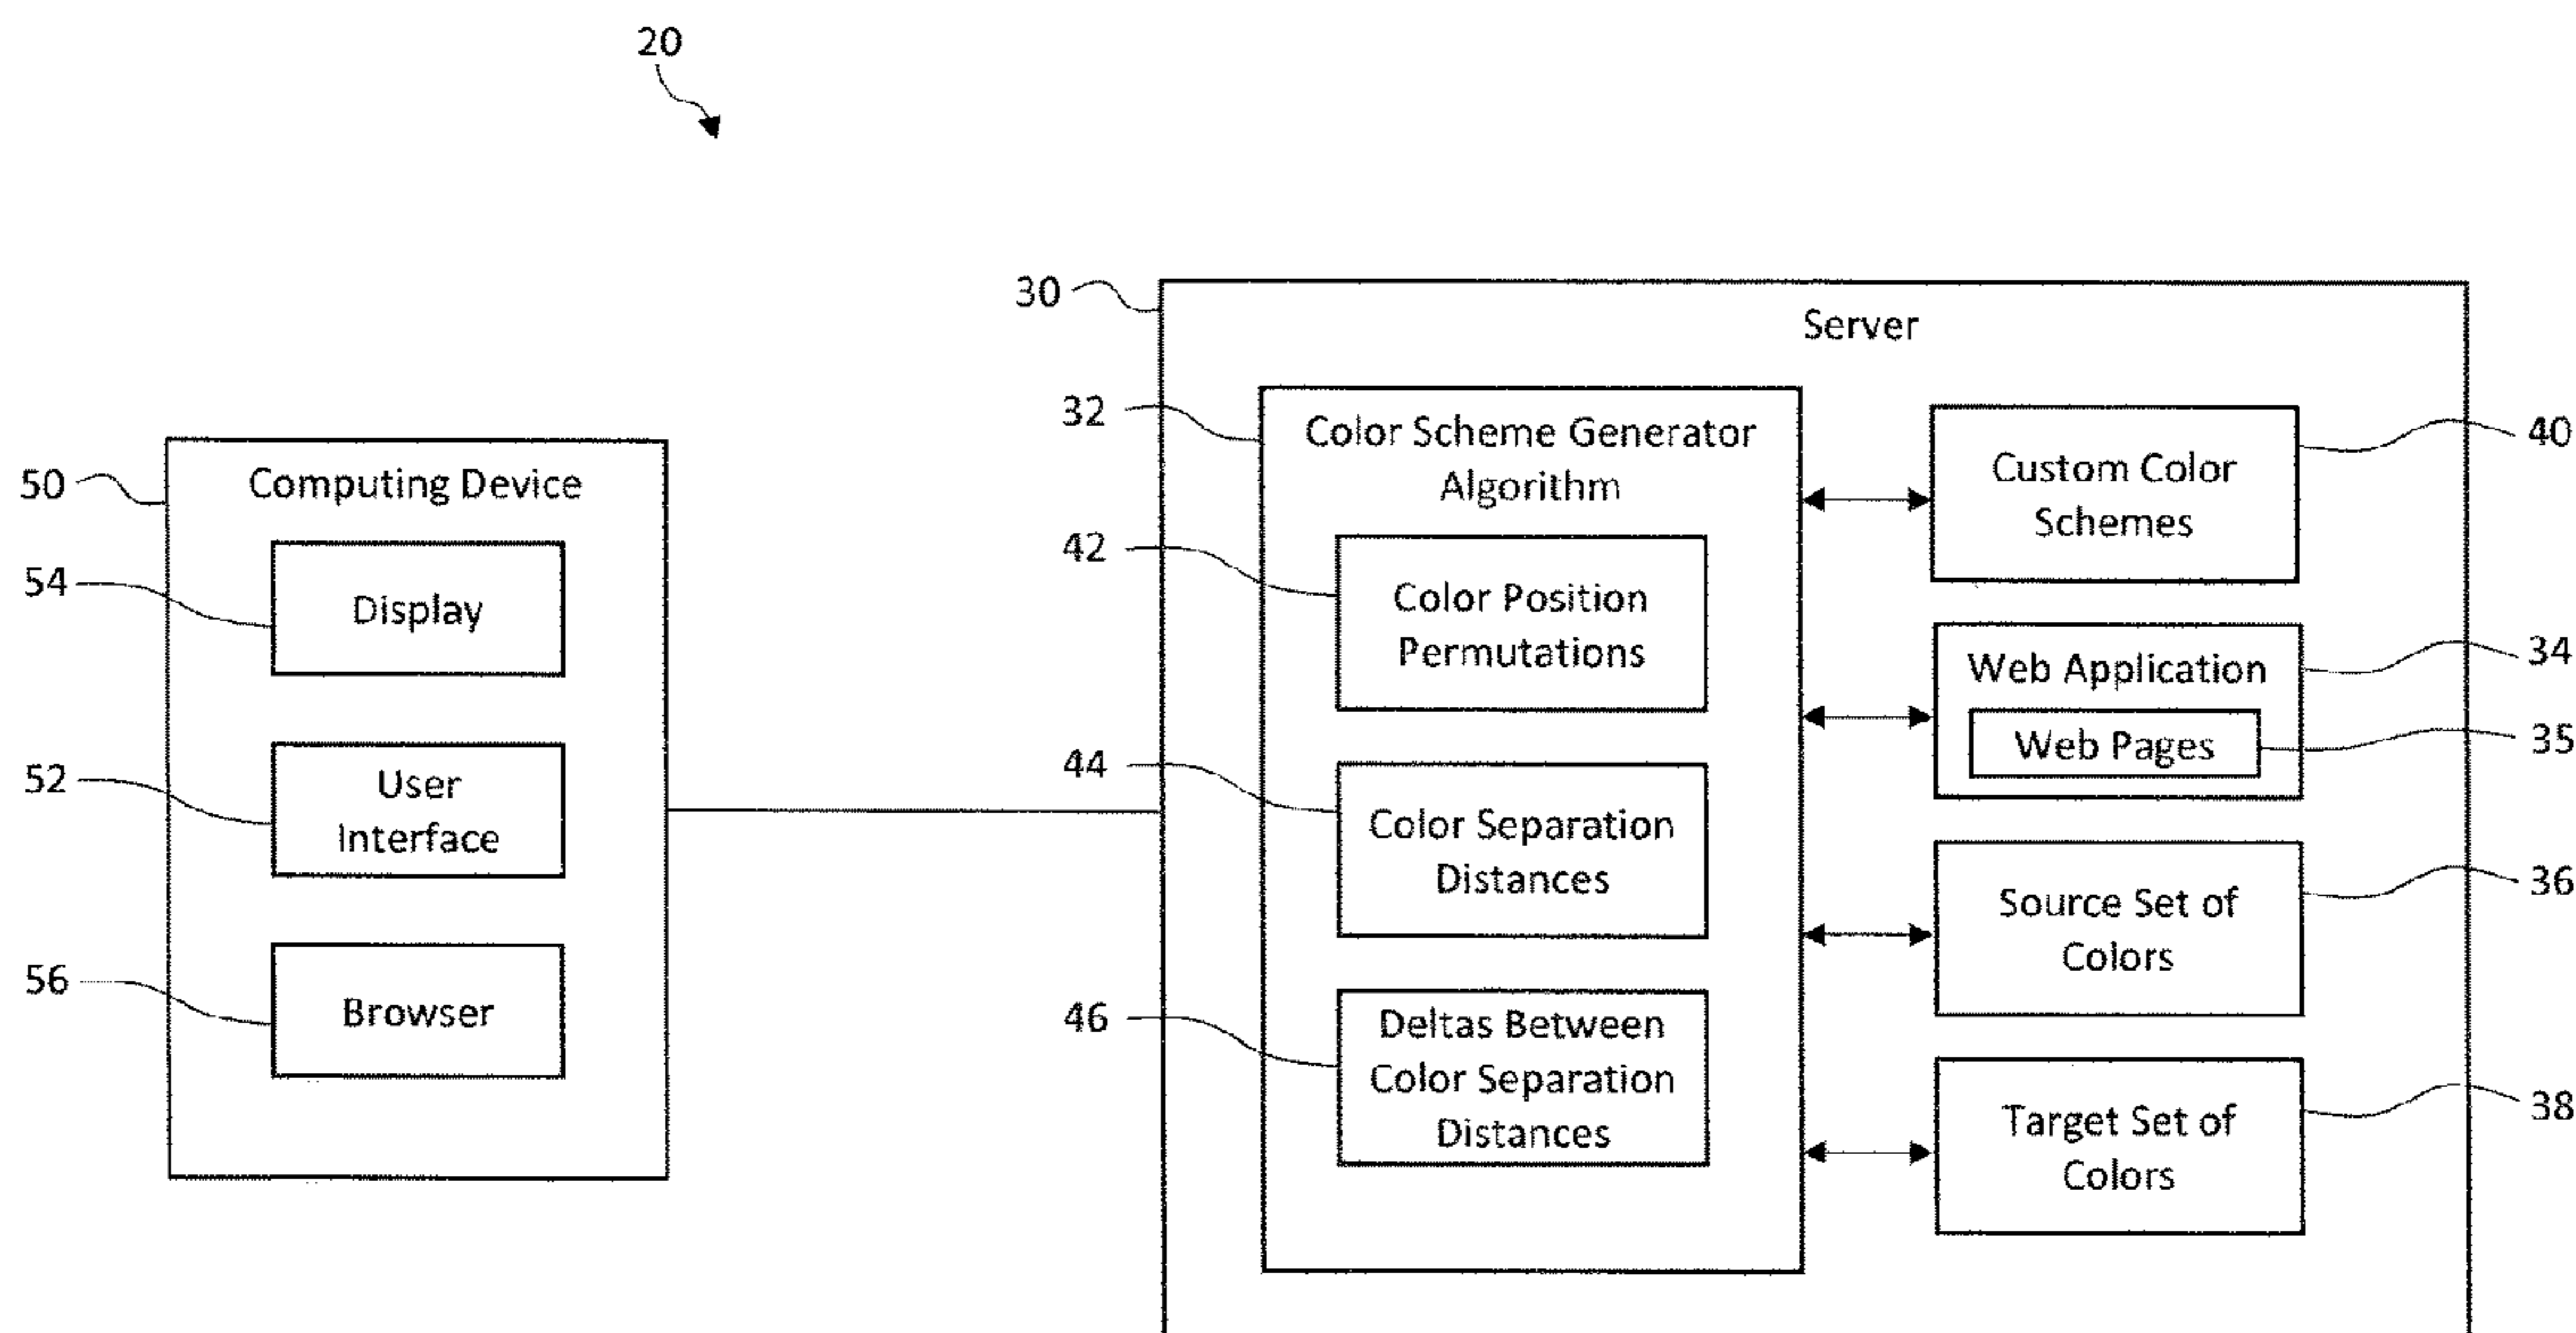 20
30
Server
32
Color Scheme Generator
Algorithm
40
Custom Color
Schemes
50
Computing Device
42
Color Position
Permutations
54
Display
34
Web Application
35
Web Pages
52
User
Interface
44
Color Separation
Distances
36
Source Set of
Colors
56
Browser
46
Deltas Between
Color Separation
Distances
38
Target Set of
Colors